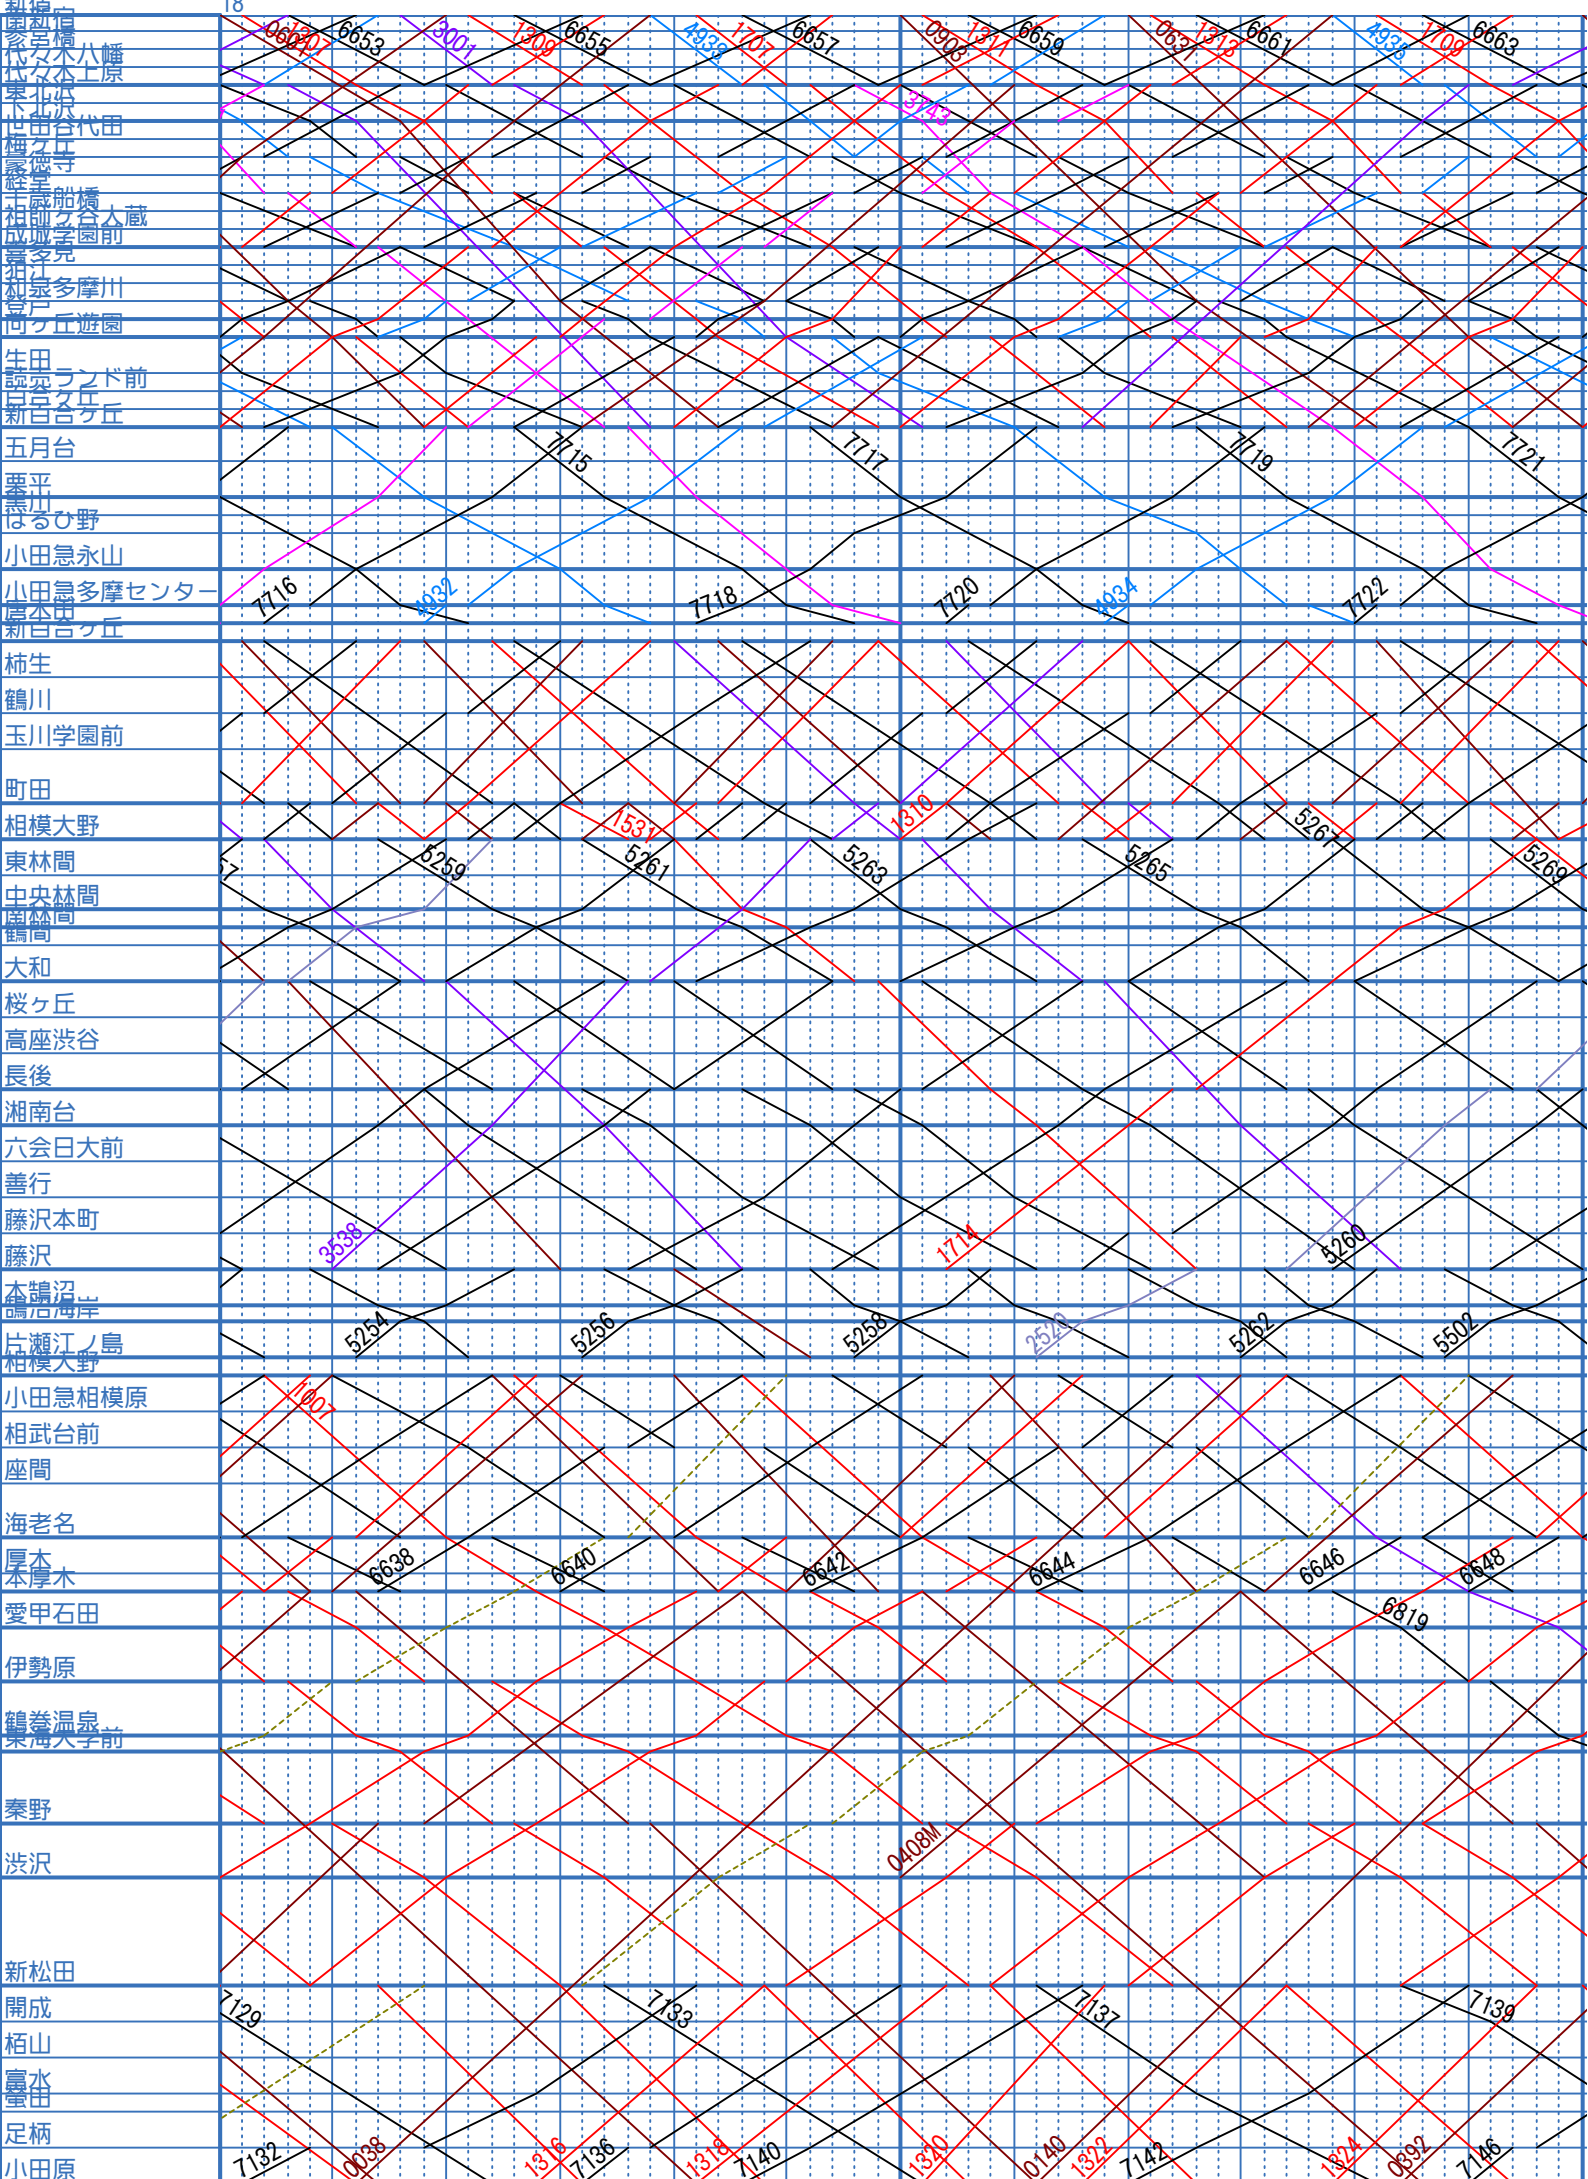 18
新宿
南新宿
参宮橋
代々木八幡
代々木上原
東北沢
下北沢
世田谷代田
梅ヶ丘
豪徳寺
経堂
千歳船橋
祖師ヶ谷大蔵
成城学園前
喜多見
狛江
和泉多摩川
登戸
向ヶ丘遊園
生田
読売ランド前
百合ヶ丘
新百合ヶ丘
五月台
栗平
黒川
はるひ野
小田急永山
小田急多摩センター
唐木田
新百合ヶ丘
柿生
鶴川
玉川学園前
町田
相模大野
東林間
中央林間
南林間
鶴間
大和
桜ヶ丘
高座渋谷
長後
湘南台
六会日大前
善行
藤沢本町
藤沢
本鵠沼
鵠沼海岸
片瀬江ノ島
相模大野
小田急相模原
相武台前
座間
海老名
厚木
本厚木
愛甲石田
伊勢原
鶴巻温泉
東海大学前
秦野
渋沢
新松田
開成
栢山
富水
螢田
足柄
小田原
1307 6653 3001 1309 6655 4933 1707 6657 0903 1311 6659 0631 1313 6661 4935 1709 6663
3743
7715 7717 7719 7721
7716 4932 7718 7720 4934 7722
1531 1310 5267
57 5259 5261 5263 5265 5269
3538 1714 5260
5254 5256 5258 2520 5262 5502
1007
6638 6640 6642 6644 6646 6648
6819
0408M
7129 7133 7137 7139
7132 0038 1316 7136 1318 7140 1320 0140 1322 7142 1324 0392 7146